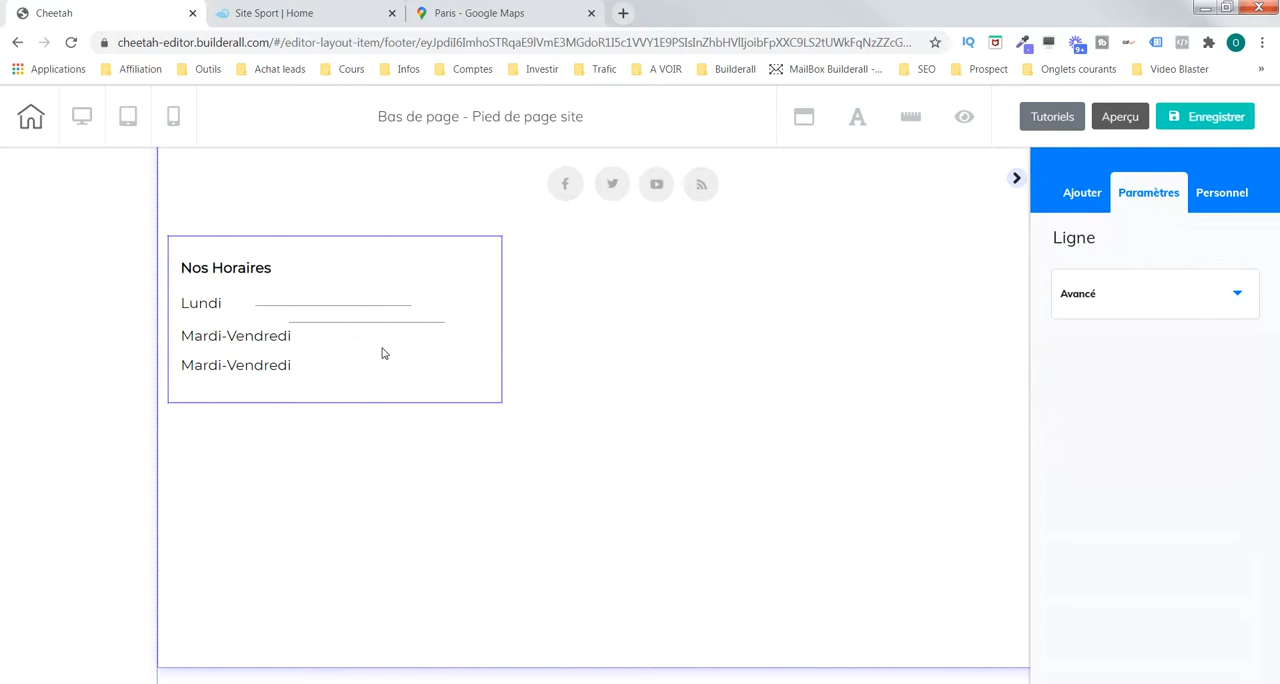 Cheetah
Site Sport | Home
Paris - Google Maps
cheetah-editor.builderall.com/#/editor-layout-item/footer/
IQ
9+
O
Applications
Affiliation
Outils
Achat leads
Cours
Infos
Comptes
Investir
Trafic
A VOIR
Builderall
MailBox Builderall -...
SEO
Prospect
Onglets courants
Video Blaster
»
Bas de page - Pied de page site
A
Tutoriels
Aperçu
Enregistrer
Ajouter
Paramètres
Personnel
Ligne
Avancé
Nos Horaires
Lundi
Mardi-Vendredi
Mardi-Vendredi